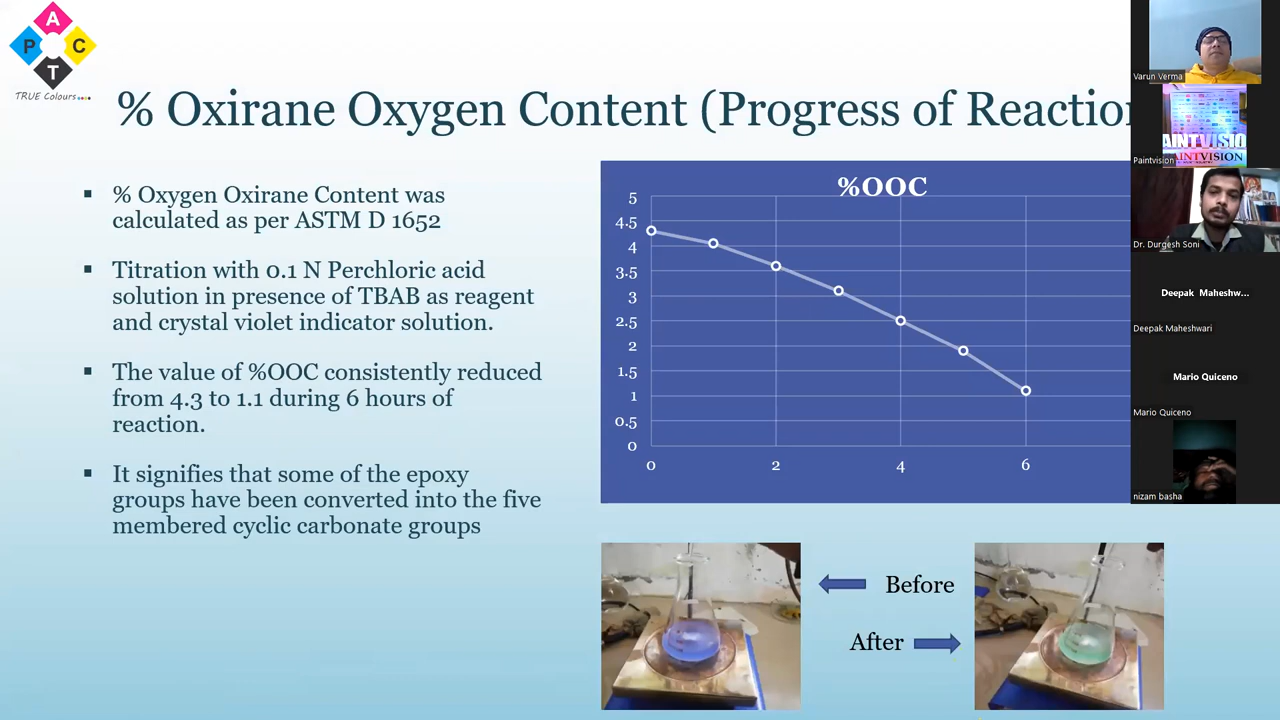 A
P C
T
TRUE Colours....
% Oxirane Oxygen Content (Progress of Reaction
▪ % Oxygen Oxirane Content was
calculated as per ASTM D 1652
▪ Titration with 0.1 N Perchloric acid
solution in presence of TBAB as reagent
and crystal violet indicator solution.
▪ The value of %OOC consistently reduced
from 4.3 to 1.1 during 6 hours of
reaction.
▪ It signifies that some of the epoxy
groups have been converted into the five
membered cyclic carbonate groups
%OOC
5
4.5
4
3.5
3
2.5
2
1.5
1
0.5
0
0 2 4 6
Before
After
Varun Verma
AINTVISIO
AINTVISION
Paintvision
Dr. Durgesh Soni
Deepak Maheshw...
Deepak Maheshwari
Mario Quiceno
Mario Quiceno
nizam basha